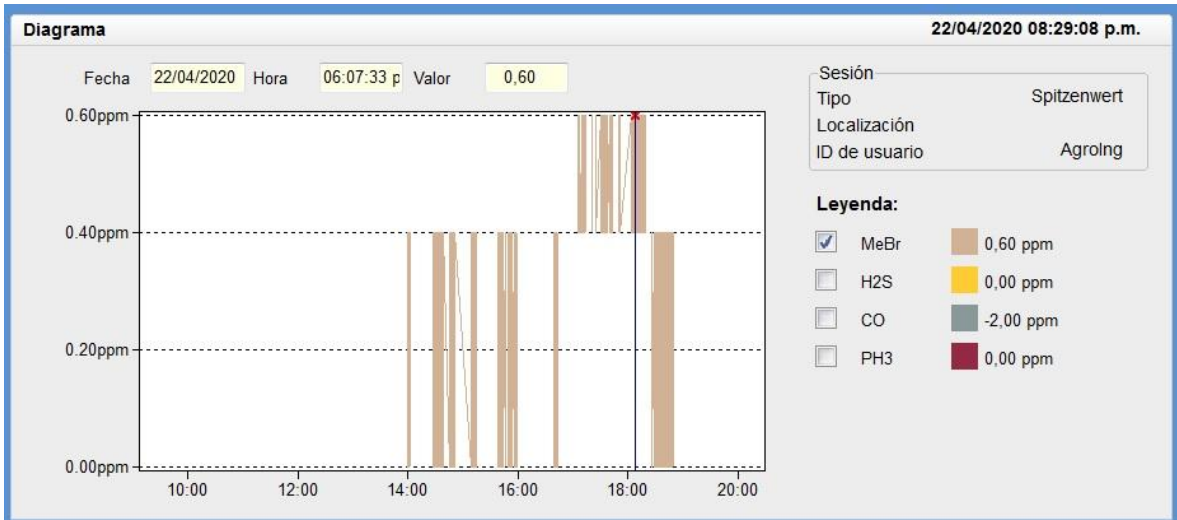 Diagrama 22/04/2020 08:29:08 p.m.
Fecha 22/04/2020 Hora 06:07:33 p Valor 0,60
Sesión
Tipo Spitzenwert
Localización
ID de usuario AgroIng
Leyenda:
MeBr 0,60 ppm
H2S 0,00 ppm
CO -2,00 ppm
PH3 0,00 ppm
0.60ppm
0.40ppm
0.20ppm
0.00ppm
10:00 12:00 14:00 16:00 18:00 20:00